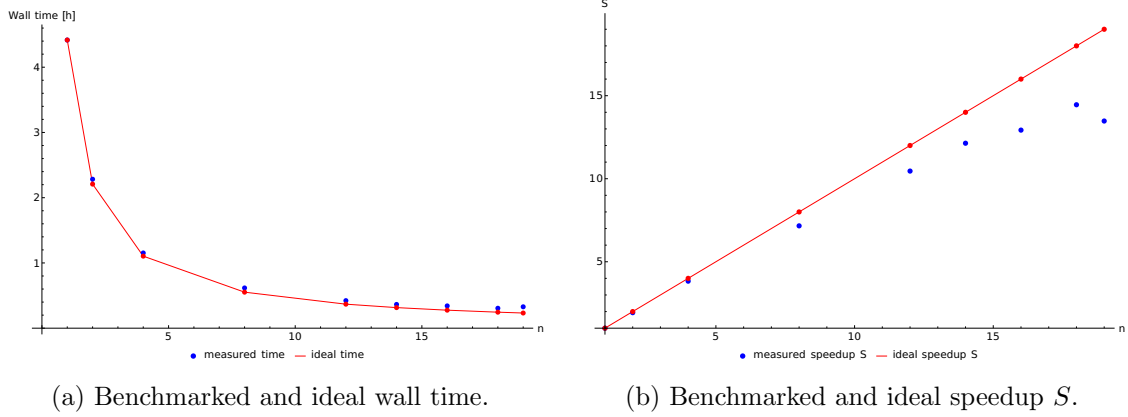 Wall time [h]
4
3
2
1
5
10
15
n
measured time
ideal time
(a) Benchmarked and ideal wall time.
S
15
10
5
5
10
15
n
measured speedup S
ideal speedup S
(b) Benchmarked and ideal speedup S.